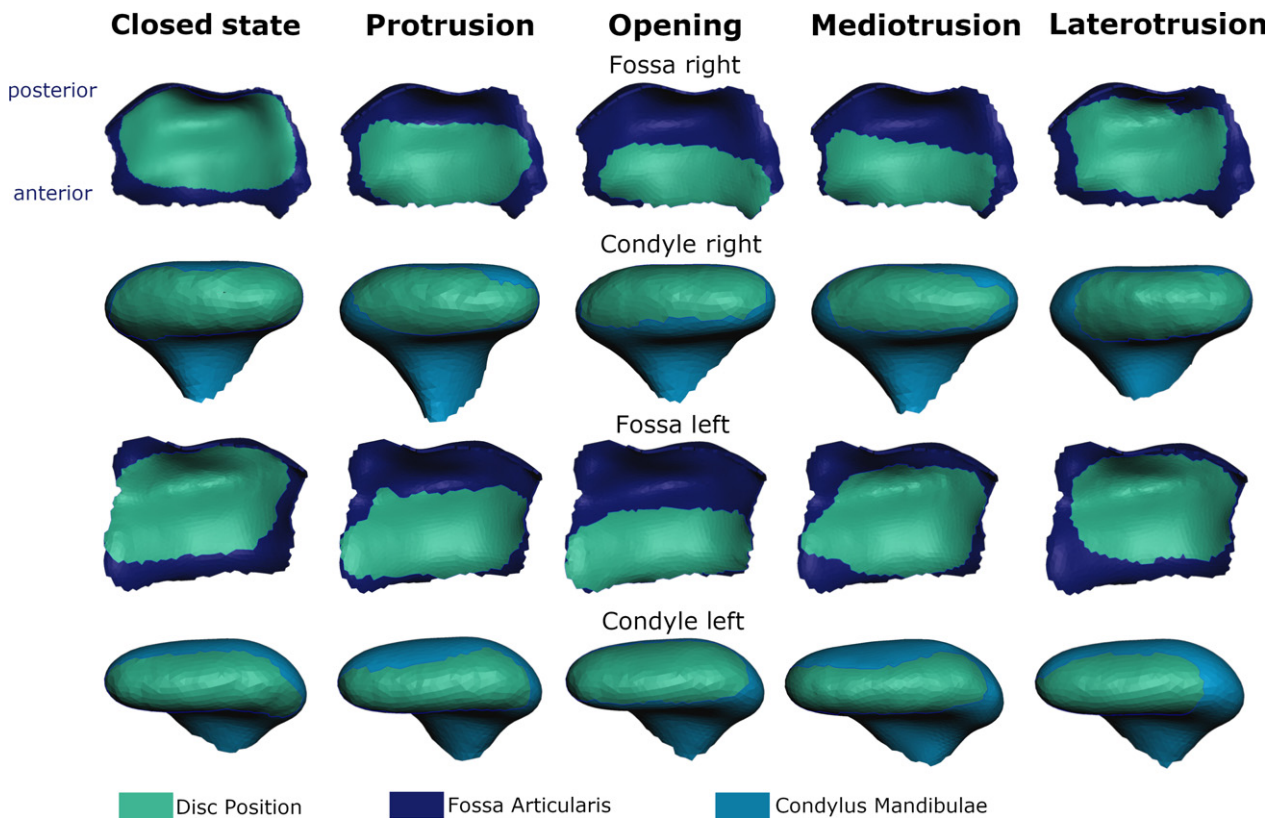 Closed state Protrusion Opening Mediotrusion Laterotrusion
Fossa right
posterior
anterior
Condyle right
Fossa left
Condyle left
Disc Position Fossa Articularis Condylus Mandibulae